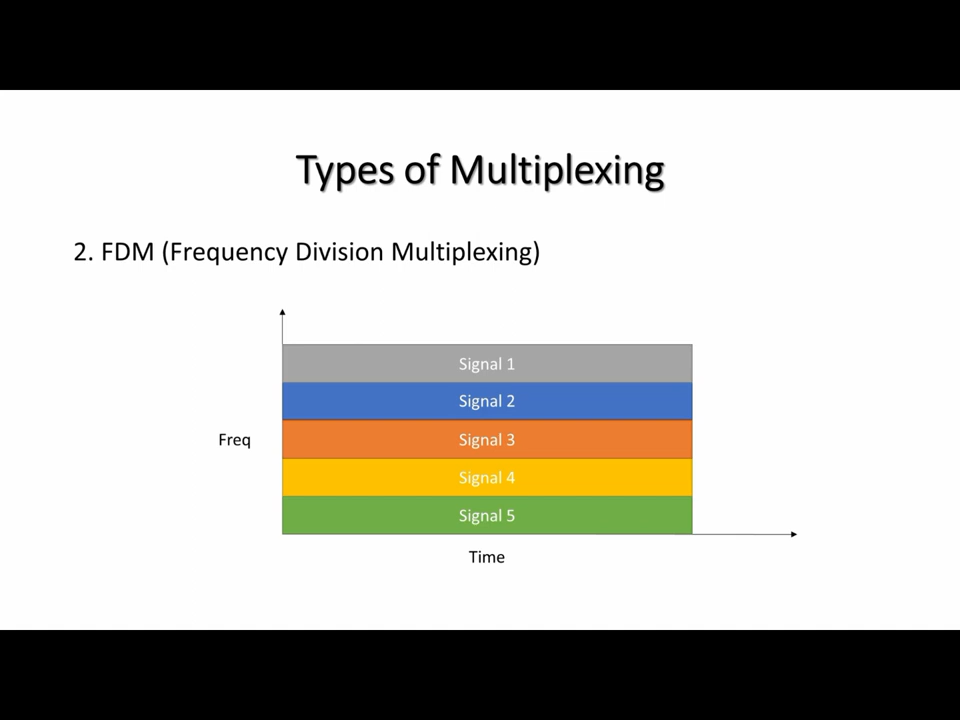 Types of Multiplexing
2. FDM (Frequency Division Multiplexing)
Signal 1
Signal 2
Freq
Signal 3
Signal 4
Signal 5
Time